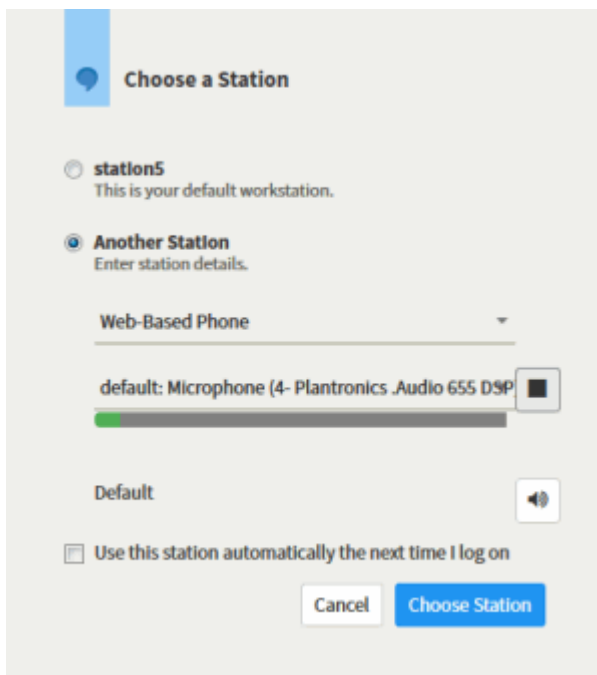 Choose a Station
station5
This is your default workstation.
Another Station
Enter station details.
Web-Based Phone
default: Microphone (4- Plantronics .Audio 655 DSP)
Default
Use this station automatically the next time I log on
Cancel
Choose Station